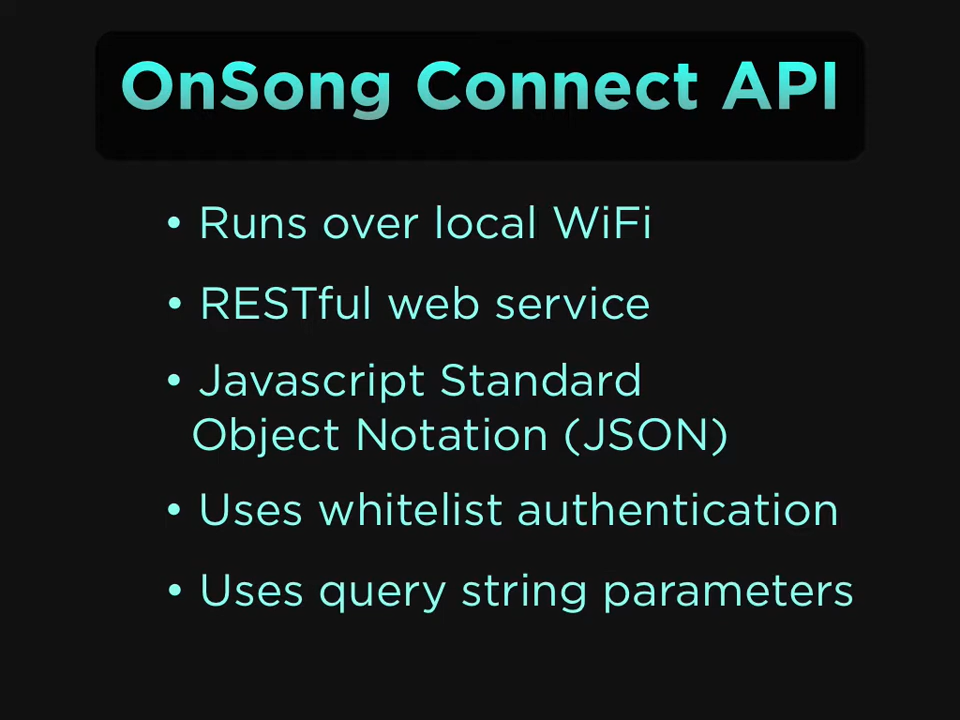 OnSong Connect API
• Runs over local WiFi
• RESTful web service
• Javascript Standard
Object Notation (JSON)
• Uses whitelist authentication
• Uses query string parameters